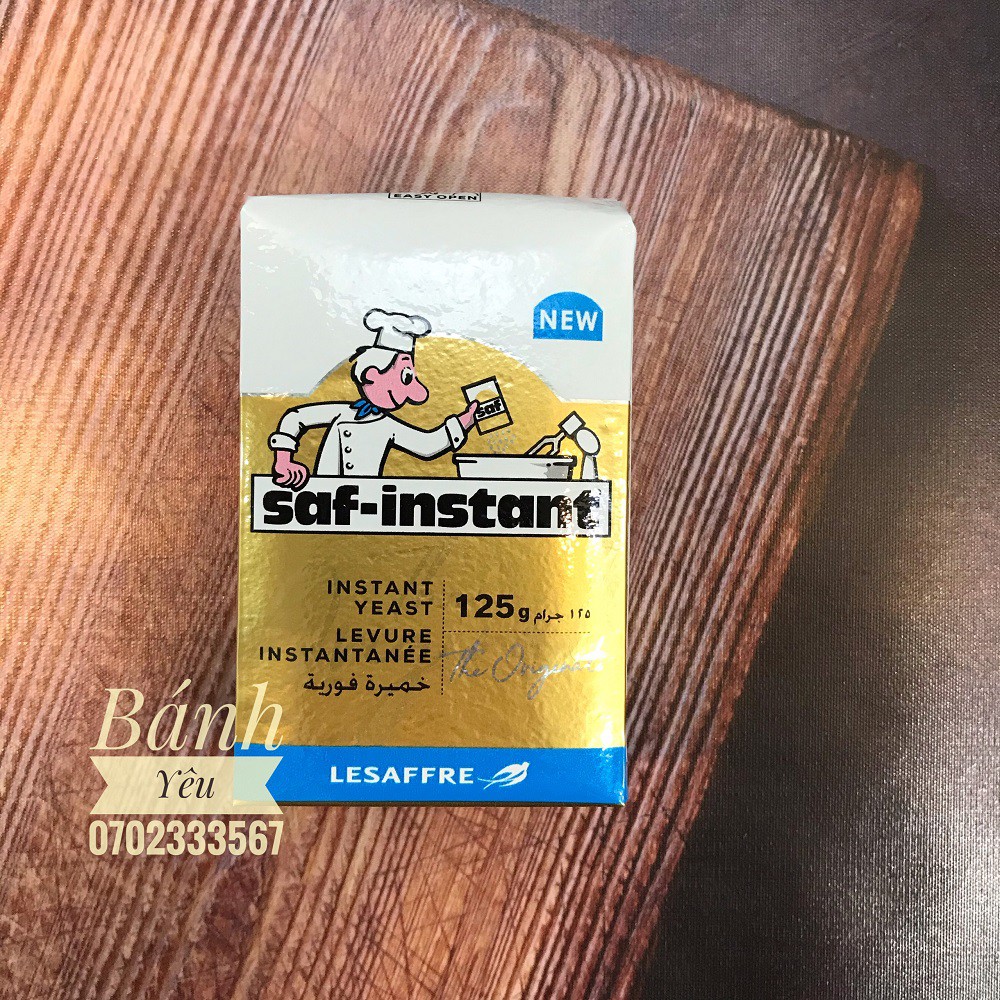 EASY OPEN
NEW
saf
saf-instant
INSTANT
YEAST
125g ١٢٥ جرام
LEVURE
INSTANTANÉE
خميرة فورية
The Original
LESAFFRE
Bánh
Yêu
0702333567